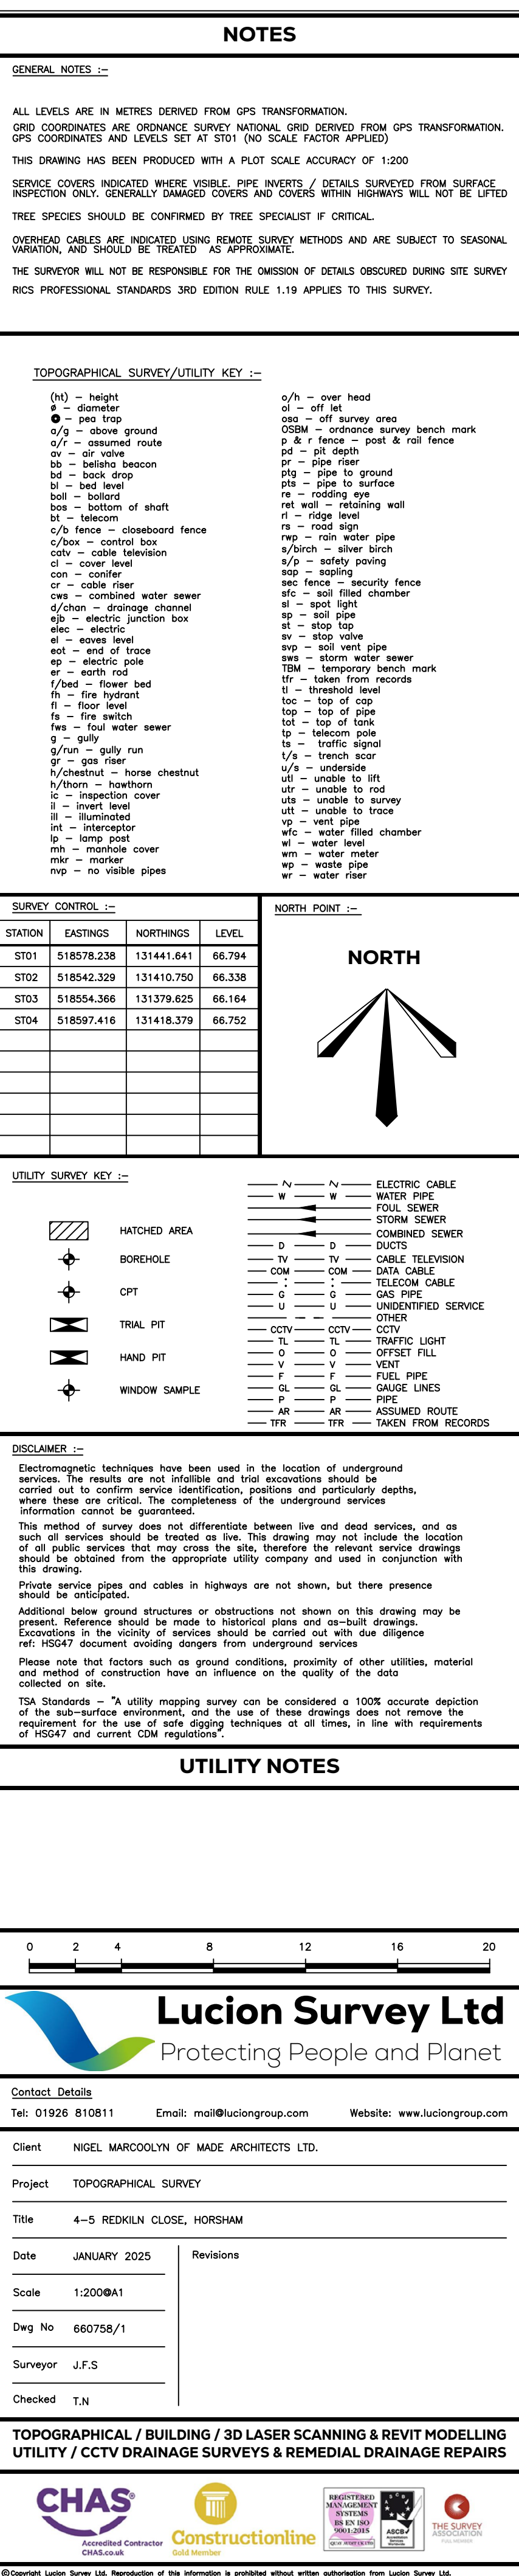 NOTES
GENERAL NOTES :-
ALL LEVELS ARE IN METRES DERIVED FROM GPS TRANSFORMATION.
GRID COORDINATES ARE ORDNANCE SURVEY NATIONAL GRID DERIVED FROM GPS TRANSFORMATION.
GPS COORDINATES AND LEVELS SET AT ST01 (NO SCALE FACTOR APPLIED)
THIS DRAWING HAS BEEN PRODUCED WITH A PLOT SCALE ACCURACY OF 1:200
SERVICE COVERS INDICATED WHERE VISIBLE. PIPE INVERTS / DETAILS SURVEYED FROM SURFACE
INSPECTION ONLY. GENERALLY DAMAGED COVERS AND COVERS WITHIN HIGHWAYS WILL NOT BE LIFTED
TREE SPECIES SHOULD BE CONFIRMED BY TREE SPECIALIST IF CRITICAL.
OVERHEAD CABLES ARE INDICATED USING REMOTE SURVEY METHODS AND ARE SUBJECT TO SEASONAL
VARIATION, AND SHOULD BE TREATED AS APPROXIMATE.
THE SURVEYOR WILL NOT BE RESPONSIBLE FOR THE OMISSION OF DETAILS OBSCURED DURING SITE SURVEY
RICS PROFESSIONAL STANDARDS 3RD EDITION RULE 1.19 APPLIES TO THIS SURVEY.
TOPOGRAPHICAL SURVEY/UTILITY KEY :-
(ht) - height
ø - diameter
- pea trap
a/g - above ground
a/r - assumed route
av - air valve
bb - belisha beacon
bd - back drop
bl - bed level
boll - bollard
bos - bottom of shaft
bt - telecom
c/b fence - closeboard fence
c/box - control box
catv - cable television
cl - cover level
con - conifer
cr - cable riser
cws - combined water sewer
d/chan - drainage channel
ejb - electric junction box
elec - electric
el - eaves level
eot - end of trace
ep - electric pole
er - earth rod
f/bed - flower bed
fh - fire hydrant
fl - floor level
fs - fire switch
fws - foul water sewer
g - gully
g/run - gully run
gr - gas riser
h/chestnut - horse chestnut
h/thorn - hawthorn
ic - inspection cover
il - invert level
ill - illuminated
int - interceptor
lp - lamp post
mh - manhole cover
mkr - marker
nvp - no visible pipes
o/h - over head
ol - off let
osa - off survey area
OSBM - ordnance survey bench mark
p & r fence - post & rail fence
pd - pit depth
pr - pipe riser
ptg - pipe to ground
pts - pipe to surface
re - rodding eye
ret wall - retaining wall
rl - ridge level
rs - road sign
rwp - rain water pipe
s/birch - silver birch
s/p - safety paving
sap - sapling
sec fence - security fence
sfc - soil filled chamber
sl - spot light
sp - soil pipe
st - stop tap
sv - stop valve
svp - soil vent pipe
sws - storm water sewer
TBM - temporary bench mark
tfr - taken from records
tl - threshold level
toc - top of cap
top - top of pipe
tot - top of tank
tp - telecom pole
ts - traffic signal
t/s - trench scar
u/s - underside
utl - unable to lift
utr - unable to rod
uts - unable to survey
utt - unable to trace
vp - vent pipe
wfc - water filled chamber
wl - water level
wm - water meter
wp - waste pipe
wr - water riser
SURVEY CONTROL :-
STATION EASTINGS NORTHINGS LEVEL
ST01 518578.238 131441.641 66.794
ST02 518542.329 131410.750 66.338
ST03 518554.366 131379.625 66.164
ST04 518597.416 131418.379 66.752
NORTH POINT :-
NORTH
UTILITY SURVEY KEY :-
HATCHED AREA
BOREHOLE
CPT
TRIAL PIT
HAND PIT
WINDOW SAMPLE
ELECTRIC CABLE
W W WATER PIPE
FOUL SEWER
STORM SEWER
COMBINED SEWER
D D DUCTS
TV TV CABLE TELEVISION
COM COM DATA CABLE
TELECOM CABLE
G G GAS PIPE
U U UNIDENTIFIED SERVICE
OTHER
CCTV CCTV CCTV
TL TL TRAFFIC LIGHT
O O OFFSET FILL
V V VENT
F F FUEL PIPE
GL GL GAUGE LINES
P P PIPE
AR AR ASSUMED ROUTE
TFR TFR TAKEN FROM RECORDS
DISCLAIMER :-
Electromagnetic techniques have been used in the location of underground
services. The results are not infallible and trial excavations should be
carried out to confirm service identification, positions and particularly depths,
where these are critical. The completeness of the underground services
information cannot be guaranteed.
This method of survey does not differentiate between live and dead services, and as
such all services should be treated as live. This drawing may not include the location
of all public services that may cross the site, therefore the relevant service drawings
should be obtained from the appropriate utility company and used in conjunction with
this drawing.
Private service pipes and cables in highways are not shown, but there presence
should be anticipated.
Additional below ground structures or obstructions not shown on this drawing may be
present. Reference should be made to historical plans and as-built drawings.
Excavations in the vicinity of services should be carried out with due diligence
ref: HSG47 document avoiding dangers from underground services
Please note that factors such as ground conditions, proximity of other utilities, material
and method of construction have an influence on the quality of the data
collected on site.
TSA Standards - "A utility mapping survey can be considered a 100% accurate depiction
of the sub-surface environment, and the use of these drawings does not remove the
requirement for the use of safe digging techniques at all times, in line with requirements
of HSG47 and current CDM regulations".
UTILITY NOTES
0 2 4 8 12 16 20
Lucion Survey Ltd
Protecting People and Planet
Contact Details
Tel: 01926 810811 Email: mail@luciongroup.com Website: www.luciongroup.com
Client NIGEL MARCOOLYN OF MADE ARCHITECTS LTD.
Project TOPOGRAPHICAL SURVEY
Title 4-5 REDKILN CLOSE, HORSHAM
Date JANUARY 2025 Revisions
Scale 1:200@A1
Dwg No 660758/1
Surveyor J.F.S
Checked T.N
TOPOGRAPHICAL / BUILDING / 3D LASER SCANNING & REVIT MODELLING
UTILITY / CCTV DRAINAGE SURVEYS & REMEDIAL DRAINAGE REPAIRS
CHAS®
Accredited Contractor
CHAS.co.uk
Constructionline
Gold Member
REGISTERED
MANAGEMENT
SYSTEMS
BS EN ISO
9001:2015
ASCB
THE SURVEY
ASSOCIATION
FULL MEMBER
© Copyright Lucion Survey Ltd. Reproduction of this information is prohibited without written authorisation from Lucion Survey Ltd.